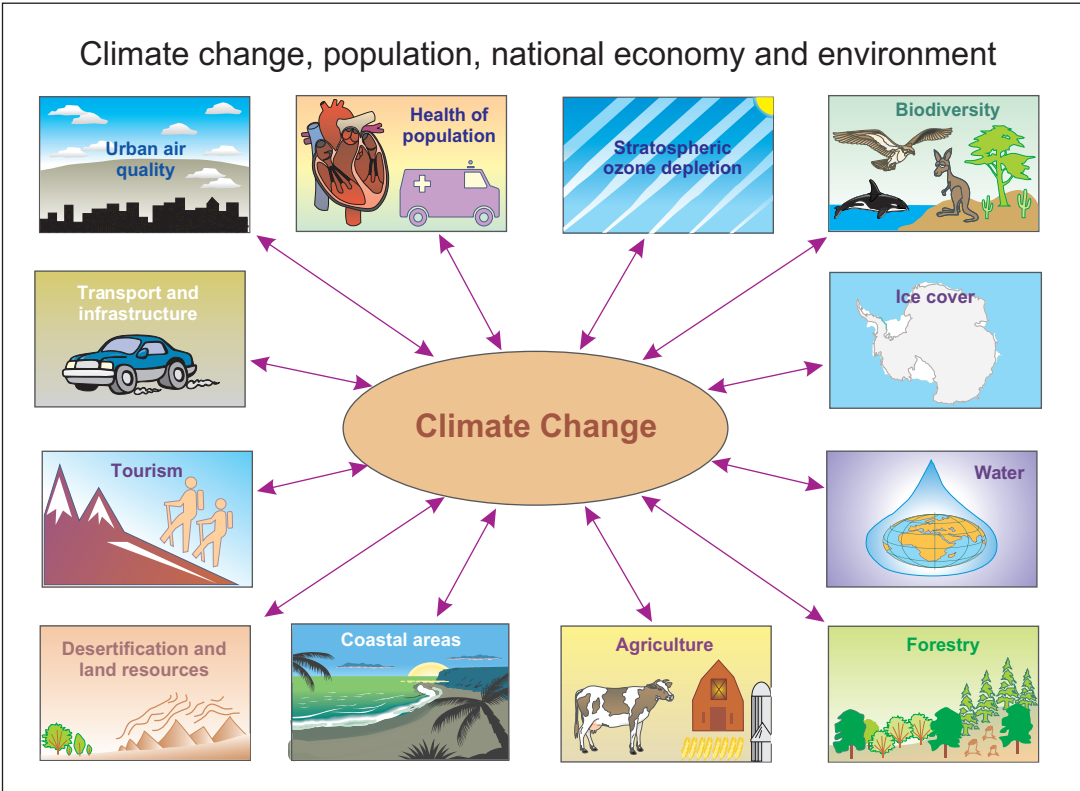 Climate change, population, national economy and environment
Urban air
quality
Health of
population
Stratospheric
ozone depletion
Biodiversity
Transport and
infrastructure
Ice cover
Climate Change
Tourism
Water
Desertification and
land resources
Coastal areas
Agriculture
Forestry